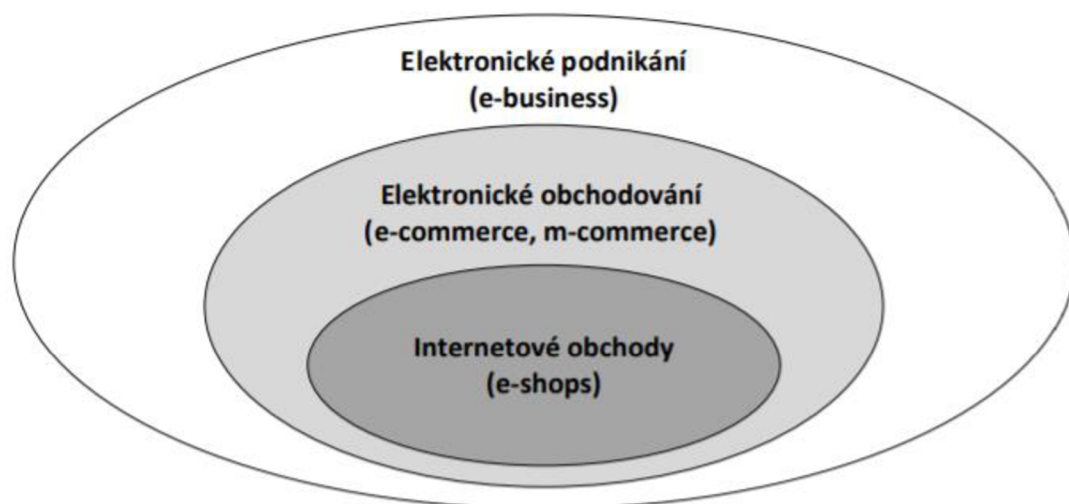 Elektronické podnikání
(e-business)
Elektronické obchodování
(e-commerce, m-commerce)
Internetové obchody
(e-shops)